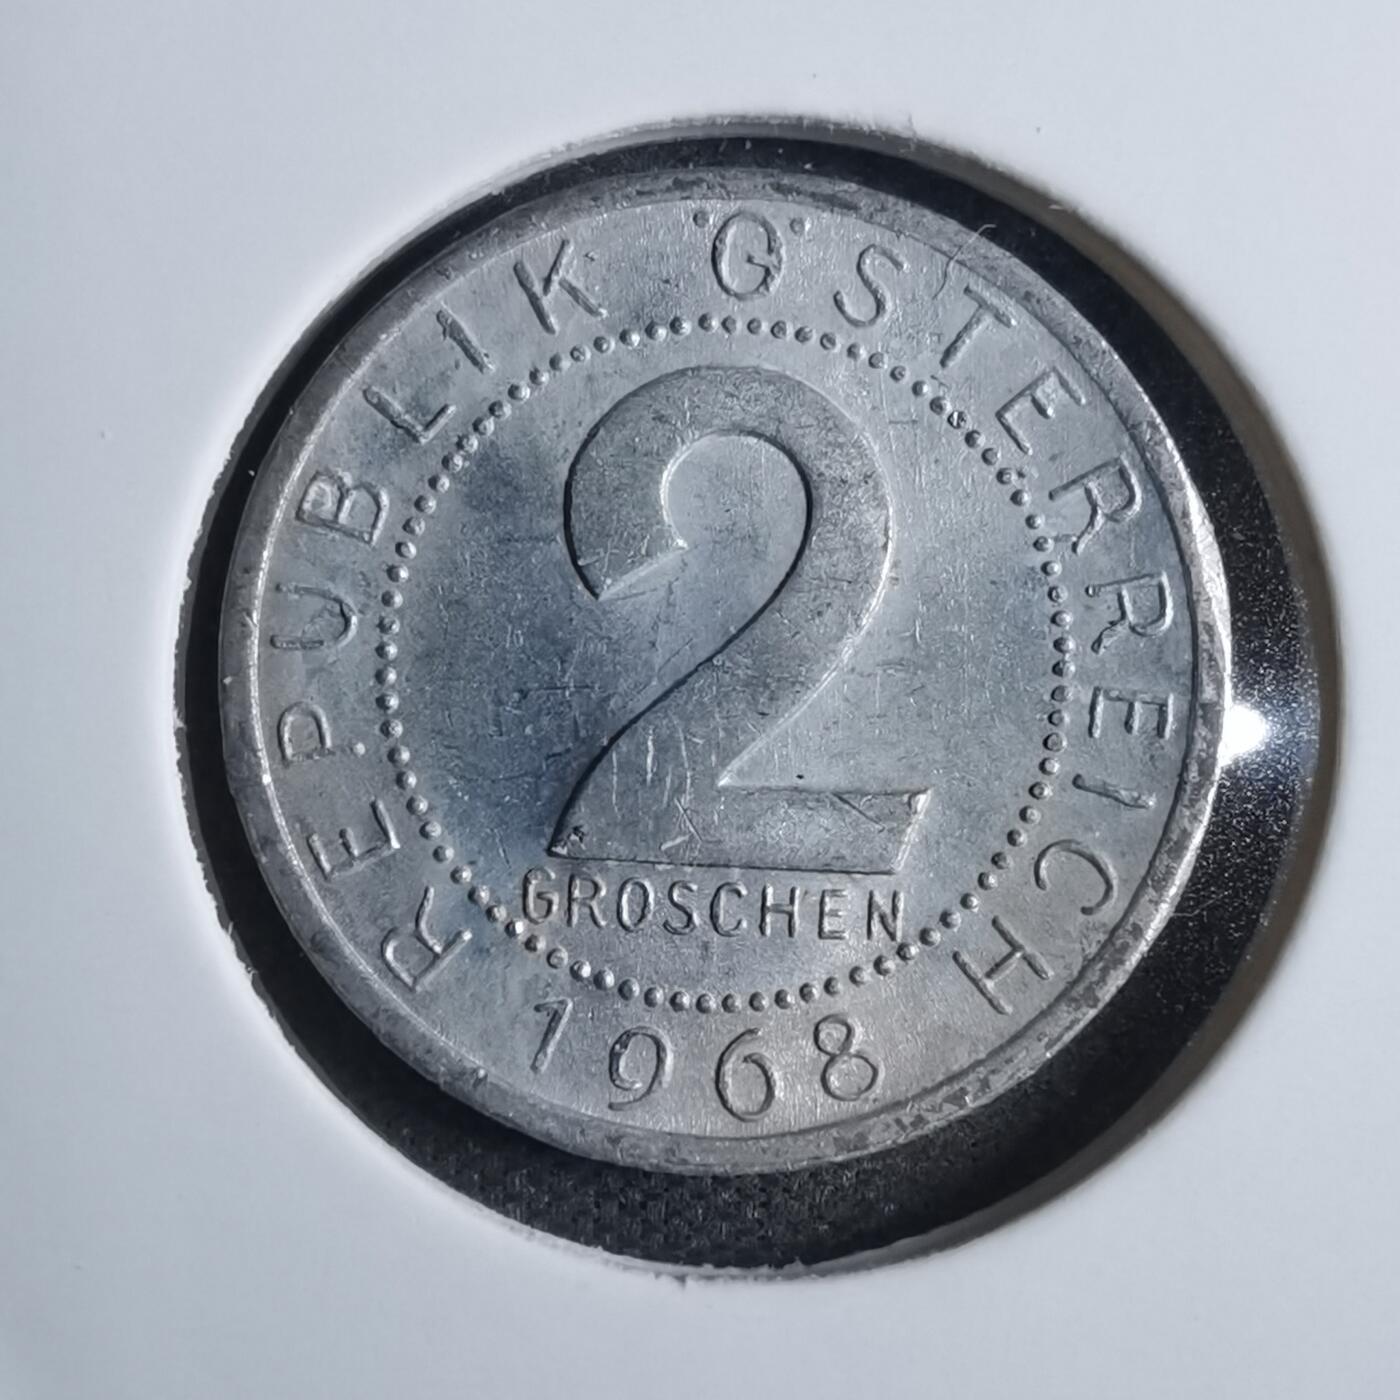 REPUBLIK ÖSTERREICH
2
GROSCHEN
1968